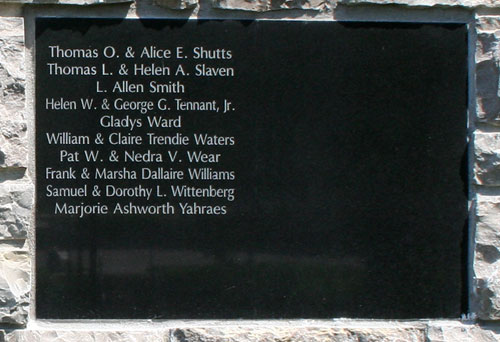 Thomas O. & Alice E. Shutts
Thomas L. & Helen A. Slaven
L. Allen Smith
Helen W. & George G. Tennant, Jr.
Gladys Ward
William & Claire Trendie Waters
Pat W. & Nedra V. Wear
Frank & Marsha Dallaire Williams
Samuel & Dorothy L. Wittenberg
Marjorie Ashworth Yahraes